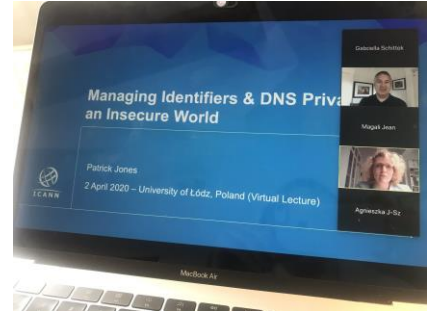 Managing Identifiers & DNS Priva
an Insecure World
Patrick Jones
2 April 2020 – University of Łódz, Poland (Virtual Lecture)
ICANN
Gabriella Schittek
Magali Jean
Agnieszka J-Sz
MacBook Air